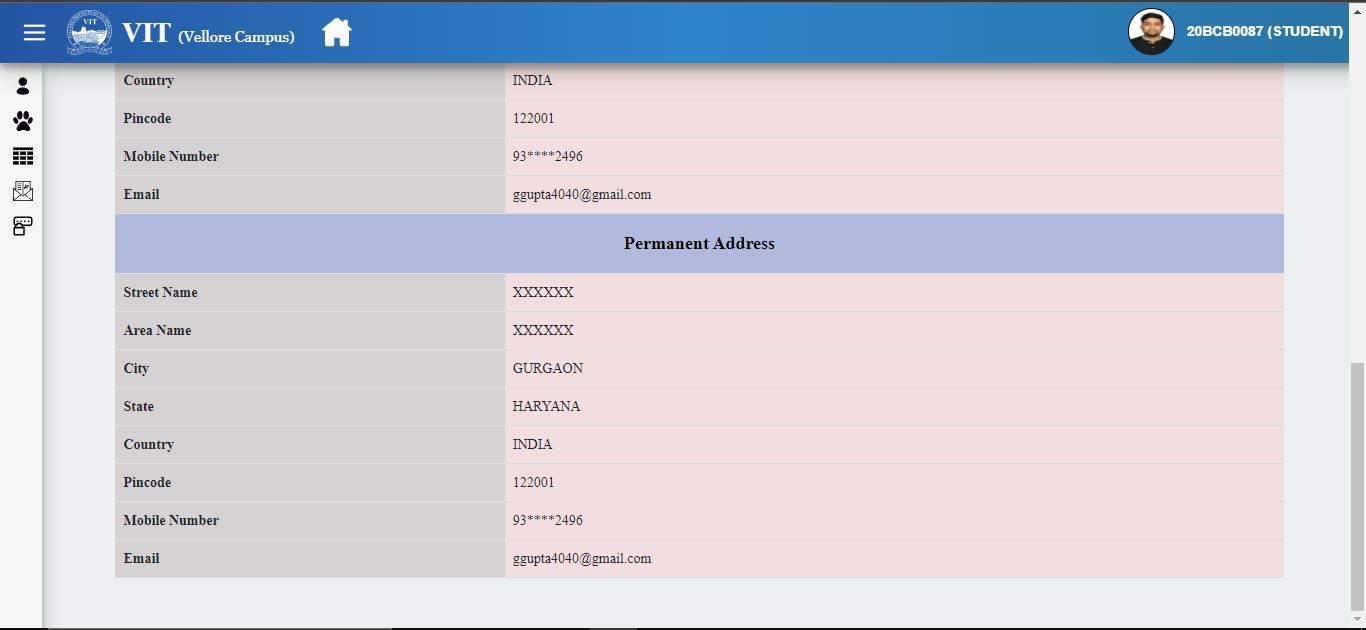 VIT (Vellore Campus)
20BCB0087 (STUDENT)
Country INDIA
Pincode 122001
Mobile Number 93****2496
Email ggupta4040@gmail.com
Permanent Address
Street Name XXXXXX
Area Name XXXXXX
City GURGAON
State HARYANA
Country INDIA
Pincode 122001
Mobile Number 93****2496
Email ggupta4040@gmail.com